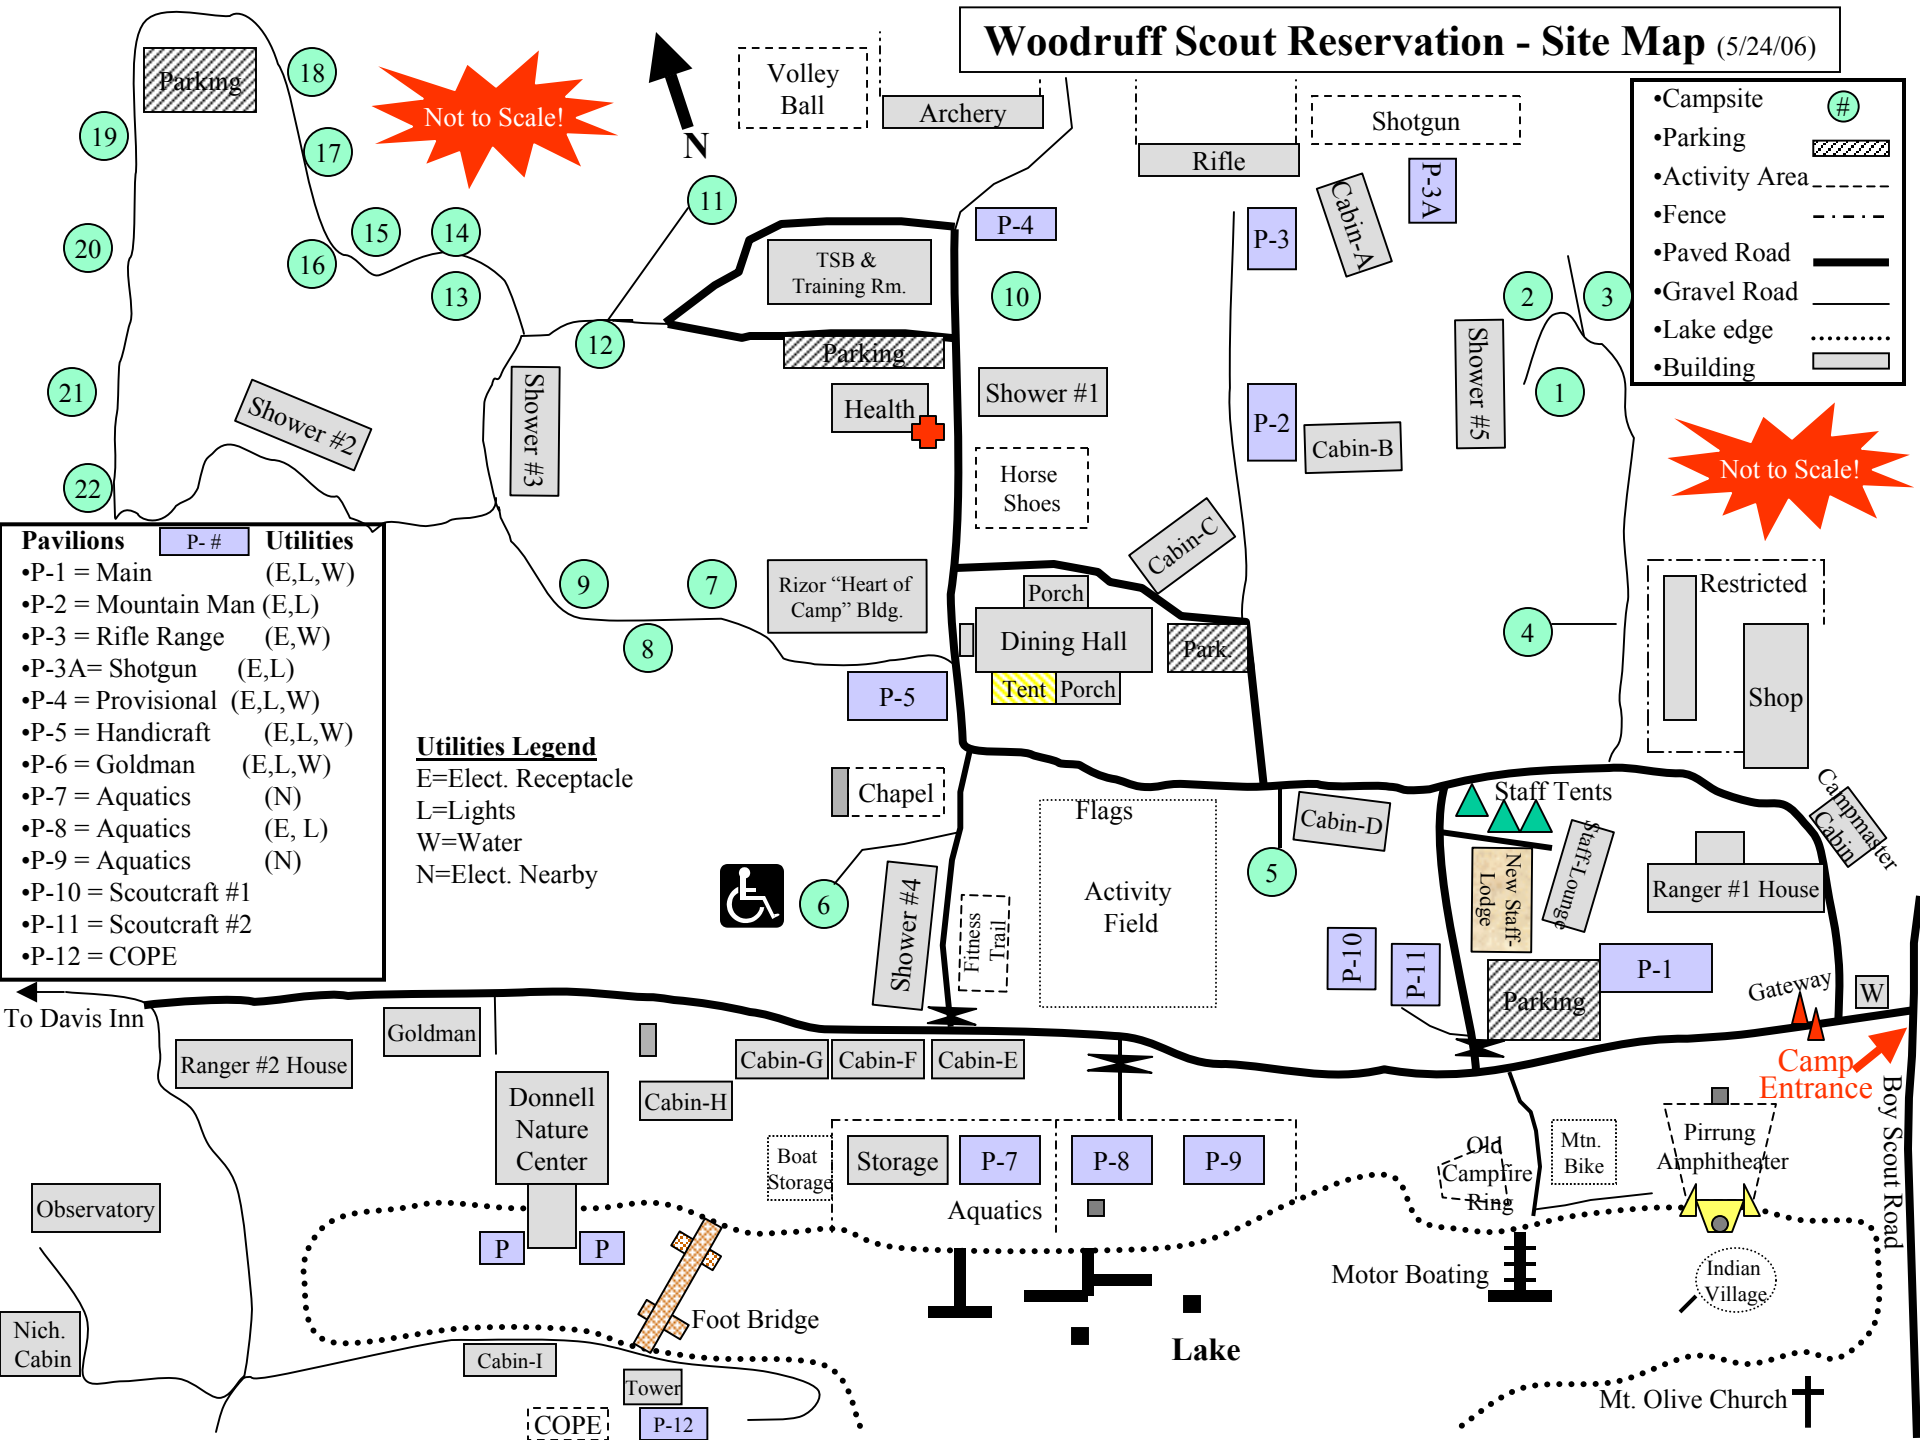 Woodruff Scout Reservation - Site Map (5/24/06)
•Campsite #
•Parking
•Activity Area
•Fence
•Paved Road
•Gravel Road
•Lake edge
•Building
Not to Scale!
Not to Scale!
N
Parking
18
19
17
20
16
15
14
13
21
22
Shower #2
Shower #3
11
12
Volley
Ball
Archery
Rifle
Shotgun
P-3A
Cabin-A
P-3
P-4
TSB &
Training Rm.
10
Parking
Health
Shower #1
Horse
Shoes
P-2
Cabin-B
Cabin-C
Shower #5
2
3
1
4
Restricted
Shop
9
7
8
Rizor “Heart of
Camp” Bldg.
Porch
Dining Hall
Tent
Porch
Park.
P-5
Pavilions P- # Utilities
•P-1 = Main (E,L,W)
•P-2 = Mountain Man (E,L)
•P-3 = Rifle Range (E,W)
•P-3A= Shotgun (E,L)
•P-4 = Provisional (E,L,W)
•P-5 = Handicraft (E,L,W)
•P-6 = Goldman (E,L,W)
•P-7 = Aquatics (N)
•P-8 = Aquatics (E, L)
•P-9 = Aquatics (N)
•P-10 = Scoutcraft #1
•P-11 = Scoutcraft #2
•P-12 = COPE
Utilities Legend
E=Elect. Receptacle
L=Lights
W=Water
N=Elect. Nearby
Chapel
6
Shower #4
Fitness
Trail
Flags
Activity
Field
5
Cabin-D
Staff Tents
Staff-Lounge
New Staff-
Lodge
Campmaster
Cabin
Ranger #1 House
P-10
P-11
P-1
Parking
Gateway
W
Camp
Entrance
Boy Scout Road
To Davis Inn
Goldman
Ranger #2 House
Cabin-G
Cabin-F
Cabin-E
Cabin-H
Donnell
Nature
Center
P
P
Observatory
Nich.
Cabin
Boat
Storage
Storage
P-7
P-8
P-9
Aquatics
Old
Campfire
Ring
Mtn.
Bike
Pirrung
Amphitheater
Motor Boating
Indian
Village
Foot Bridge
Lake
Cabin-I
Tower
COPE
P-12
Mt. Olive Church